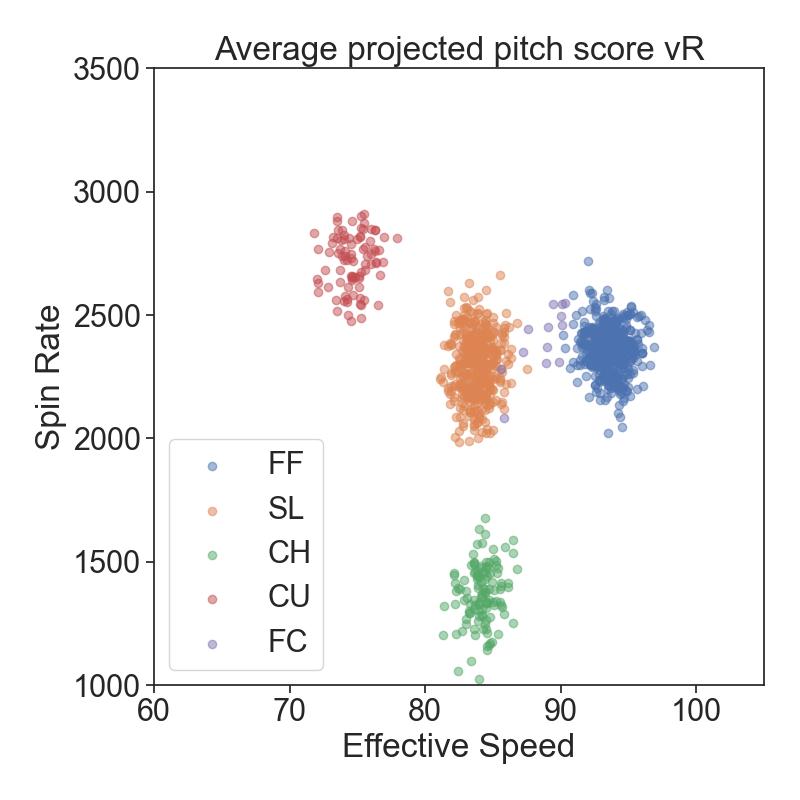 Average projected pitch score vR
3500
3000
2500
2000
1500
1000
Spin Rate
FF
SL
CH
CU
FC
60 70 80 90 100
Effective Speed